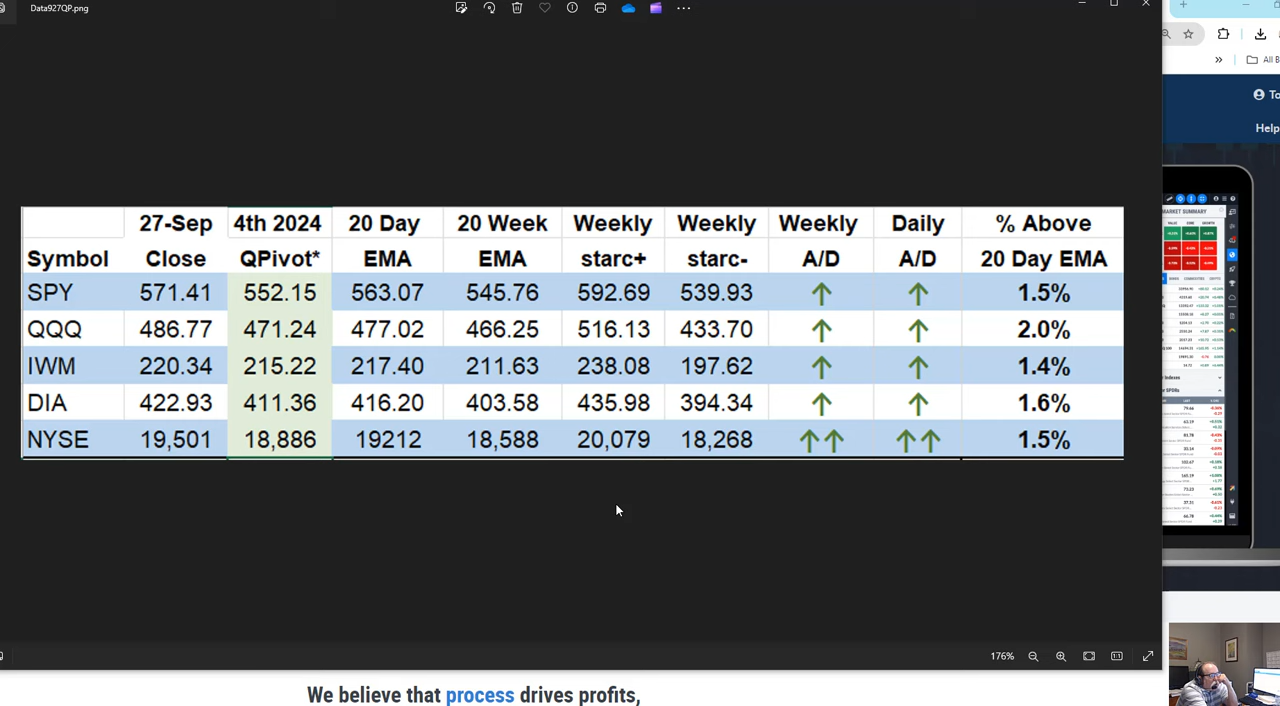 Data927QP.png
All B
To
Help
27-Sep 4th 2024 20 Day 20 Week Weekly Weekly Weekly Daily % Above
Symbol Close QPivot* EMA EMA starc+ starc- A/D A/D 20 Day EMA
SPY 571.41 552.15 563.07 545.76 592.69 539.93 ↑ ↑ 1.5%
QQQ 486.77 471.24 477.02 466.25 516.13 433.70 ↑ ↑ 2.0%
IWM 220.34 215.22 217.40 211.63 238.08 197.62 ↑ ↑ 1.4%
DIA 422.93 411.36 416.20 403.58 435.98 394.34 ↑ ↑ 1.6%
NYSE 19,501 18,886 19212 18,588 20,079 18,268 ↑↑ ↑↑ 1.5%
MARKET SUMMARY
176%
We believe that process drives profits,